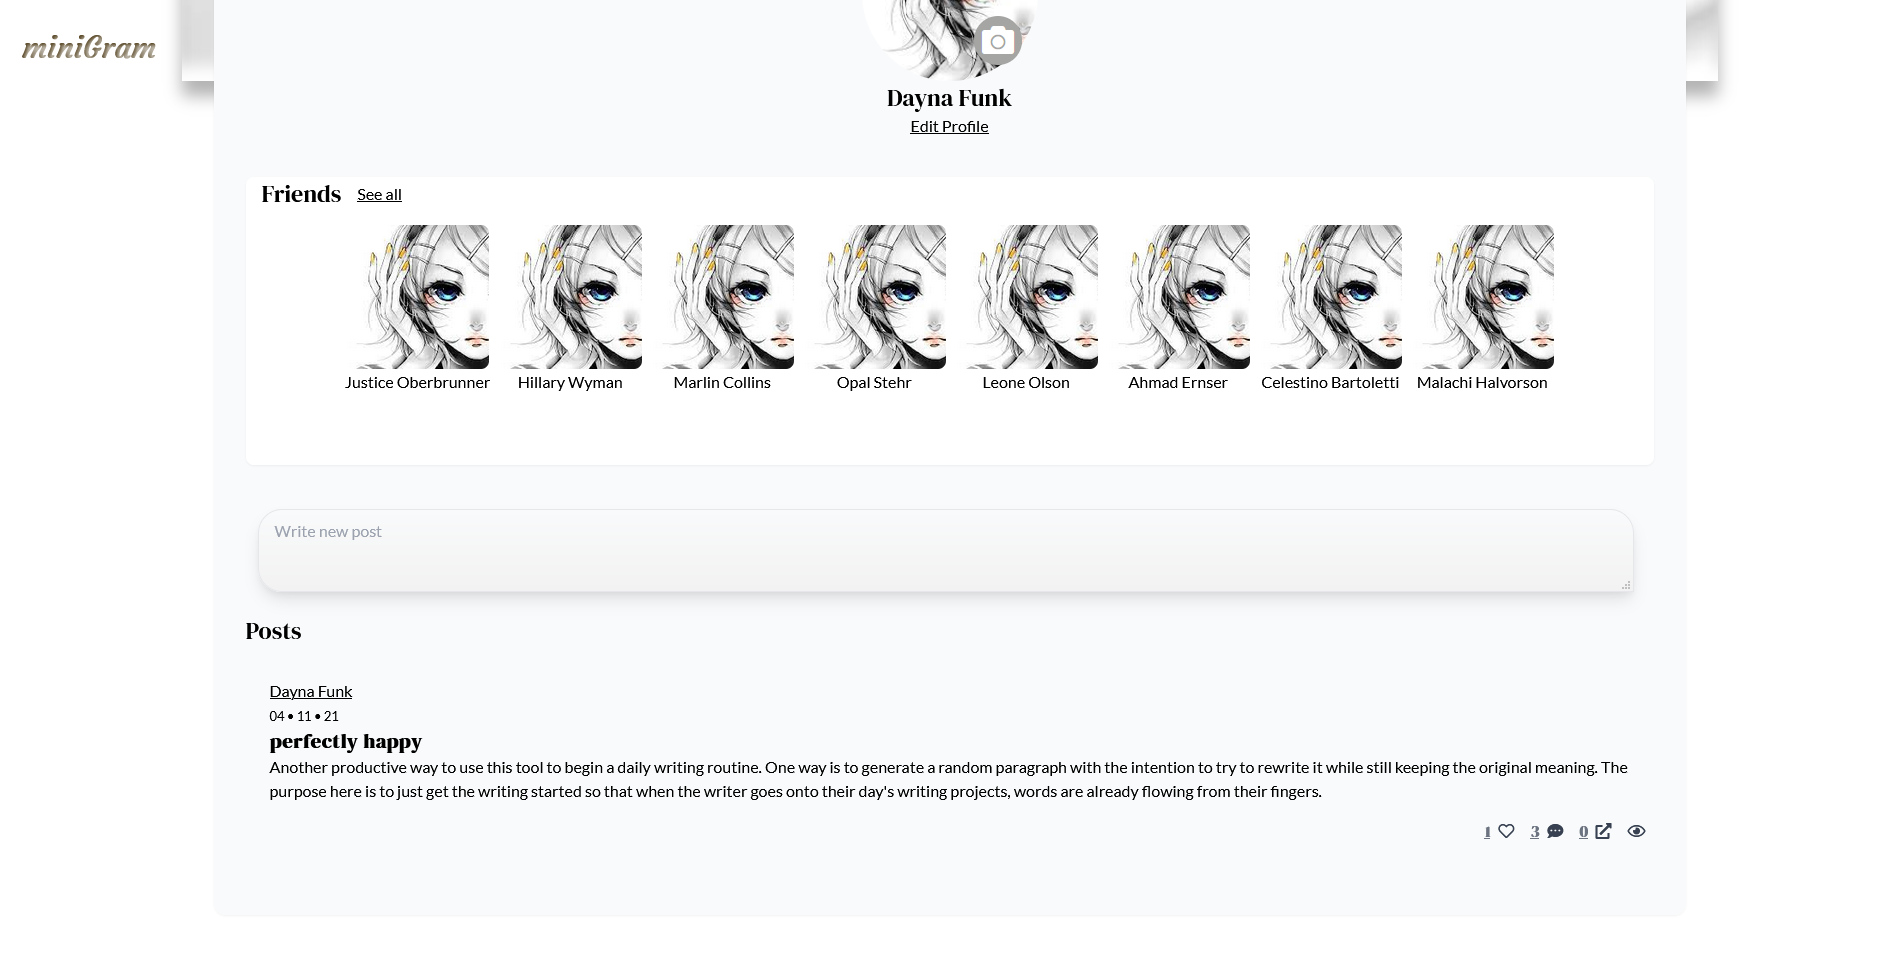 miniGram
Dayna Funk
Edit Profile
Friends See all
Justice Oberbrunner Hillary Wyman Marlin Collins Opal Stehr Leone Olson Ahmad Ernser Celestino Bartoletti Malachi Halvorson
Write new post
Posts
Dayna Funk
04 • 11 • 21
perfectly happy
Another productive way to use this tool to begin a daily writing routine. One way is to generate a random paragraph with the intention to try to rewrite it while still keeping the original meaning. The
purpose here is to just get the writing started so that when the writer goes onto their day's writing projects, words are already flowing from their fingers.
1 3 0